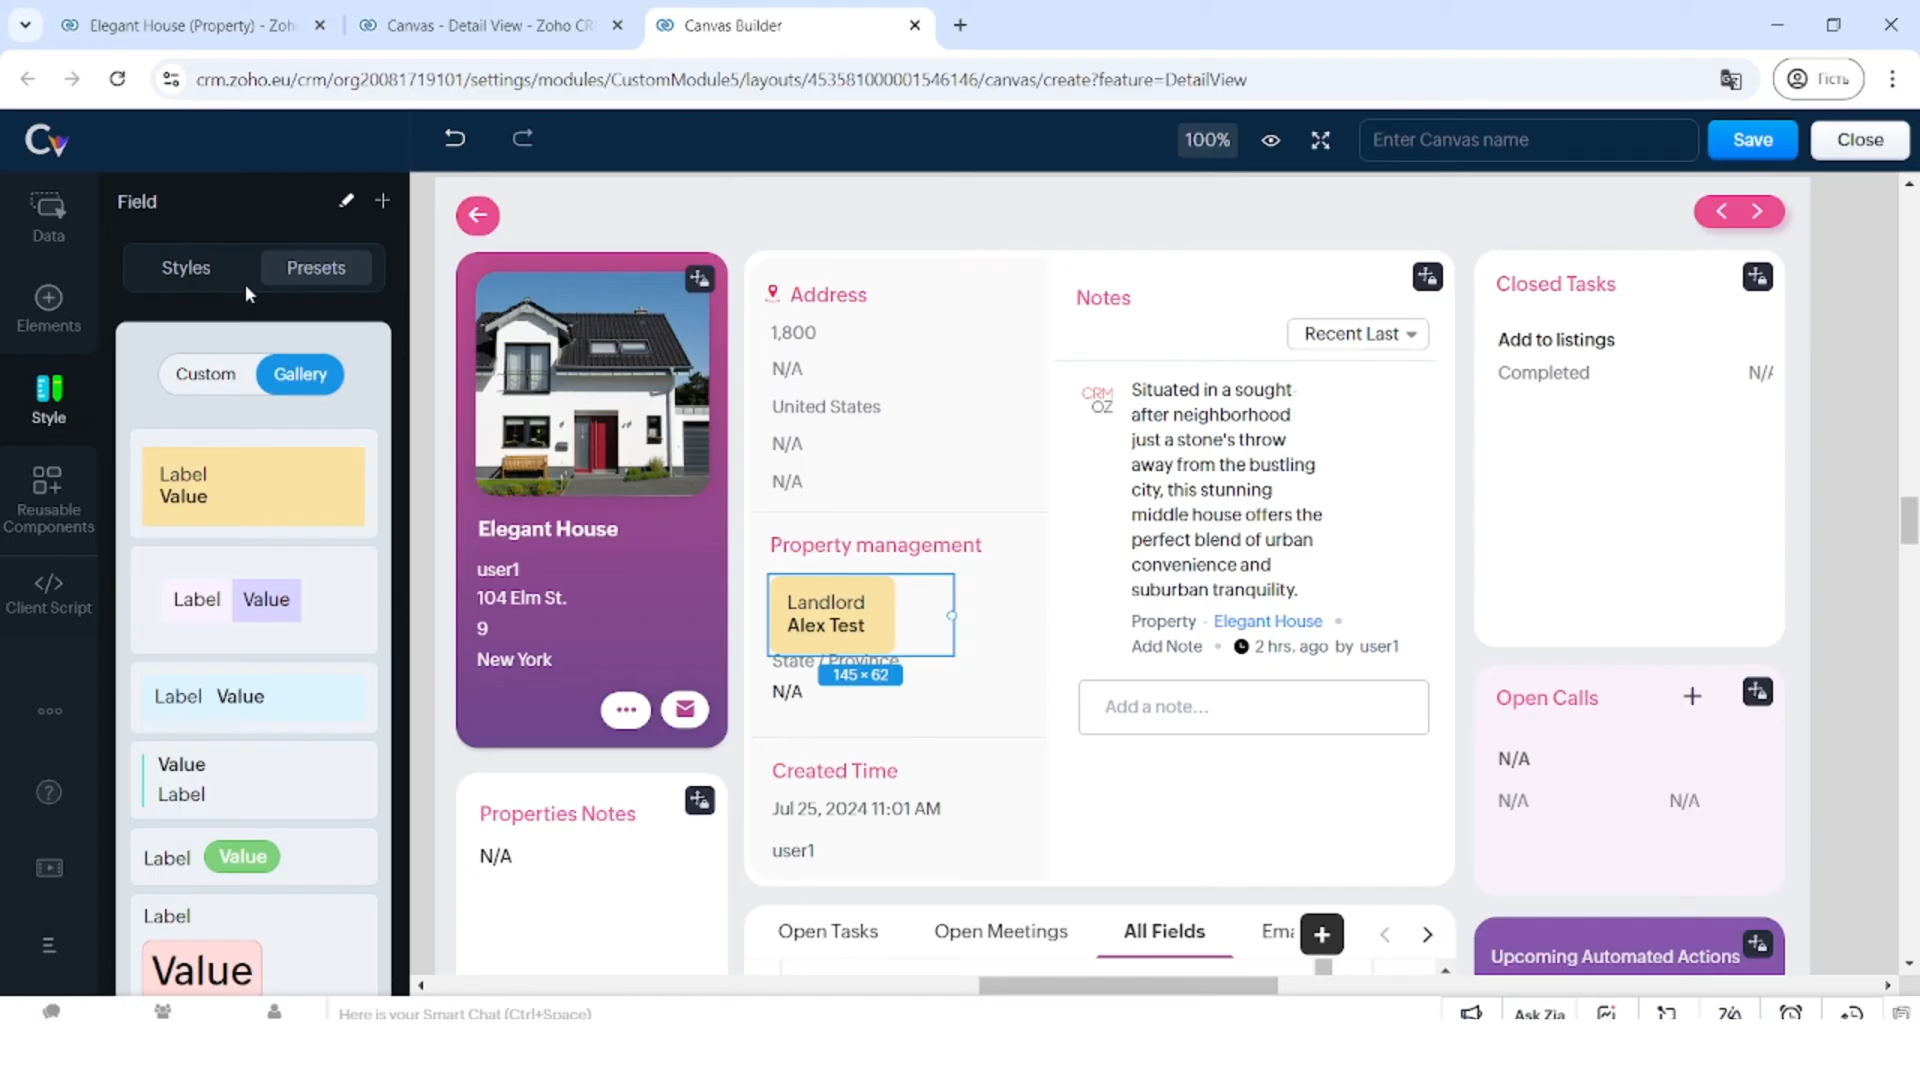 Elegant House (Property) - Zoh
Canvas - Detail View - Zoho CR
Canvas Builder
crm.zoho.eu/crm/org20081719101/settings/modules/CustomModule5/layouts/453581000001546146/canvas/create?feature=DetailView
Гість
100%
Enter Canvas name
Save
Close
Data
Elements
Style
Reusable
Components
Client Script
Field
Styles
Presets
Custom
Gallery
Label
Value
Label Value
Label Value
Value
Label
Label Value
Label
Value
Elegant House
user1
104 Elm St.
9
New York
Properties Notes
N/A
Address
1,800
N/A
United States
N/A
N/A
Property management
Landlord
Alex Test
State / Province
145 × 62
N/A
Created Time
Jul 25, 2024 11:01 AM
user1
Notes
Recent Last
CRM
OZ
Situated in a sought-
after neighborhood
just a stone's throw
away from the bustling
city, this stunning
middle house offers the
perfect blend of urban
convenience and
suburban tranquility.
Property - Elegant House •
Add Note • 2 hrs. ago by user1
Add a note...
Open Tasks
Open Meetings
All Fields
Ema
Closed Tasks
Add to listings
Completed N/A
Open Calls
N/A
N/A N/A
Upcoming Automated Actions
Here is your Smart Chat (Ctrl+Space)
Ask Zia